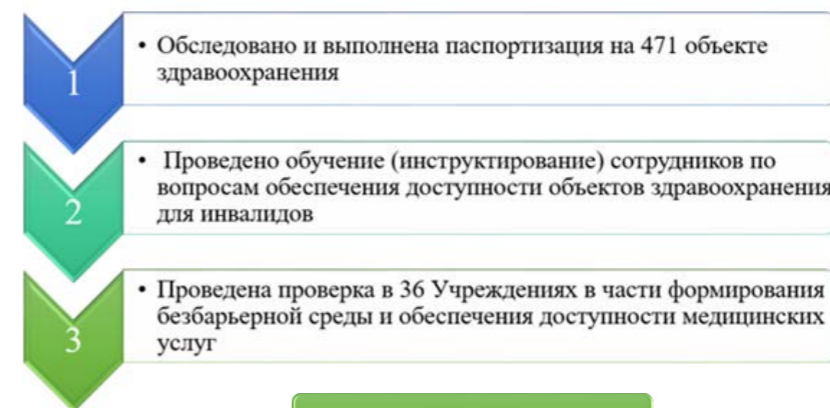 1
• Обследовано и выполнена паспортизация на 471 объекте
здравоохранения
2
• Проведено обучение (инструктирование) сотрудников по
вопросам обеспечения доступности объектов здравоохранения
для инвалидов
3
• Проведена проверка в 36 Учреждениях в части формирования
безбарьерной среды и обеспечения доступности медицинских
услуг